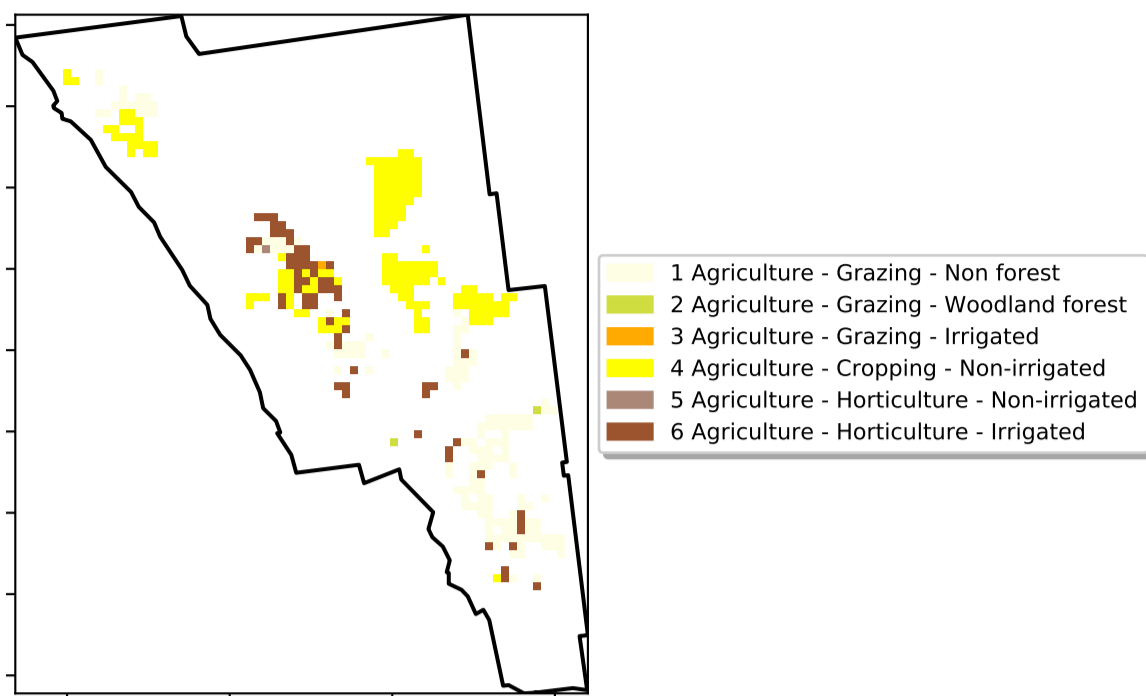 1 Agriculture - Grazing - Non forest
2 Agriculture - Grazing - Woodland forest
3 Agriculture - Grazing - Irrigated
4 Agriculture - Cropping - Non-irrigated
5 Agriculture - Horticulture - Non-irrigated
6 Agriculture - Horticulture - Irrigated